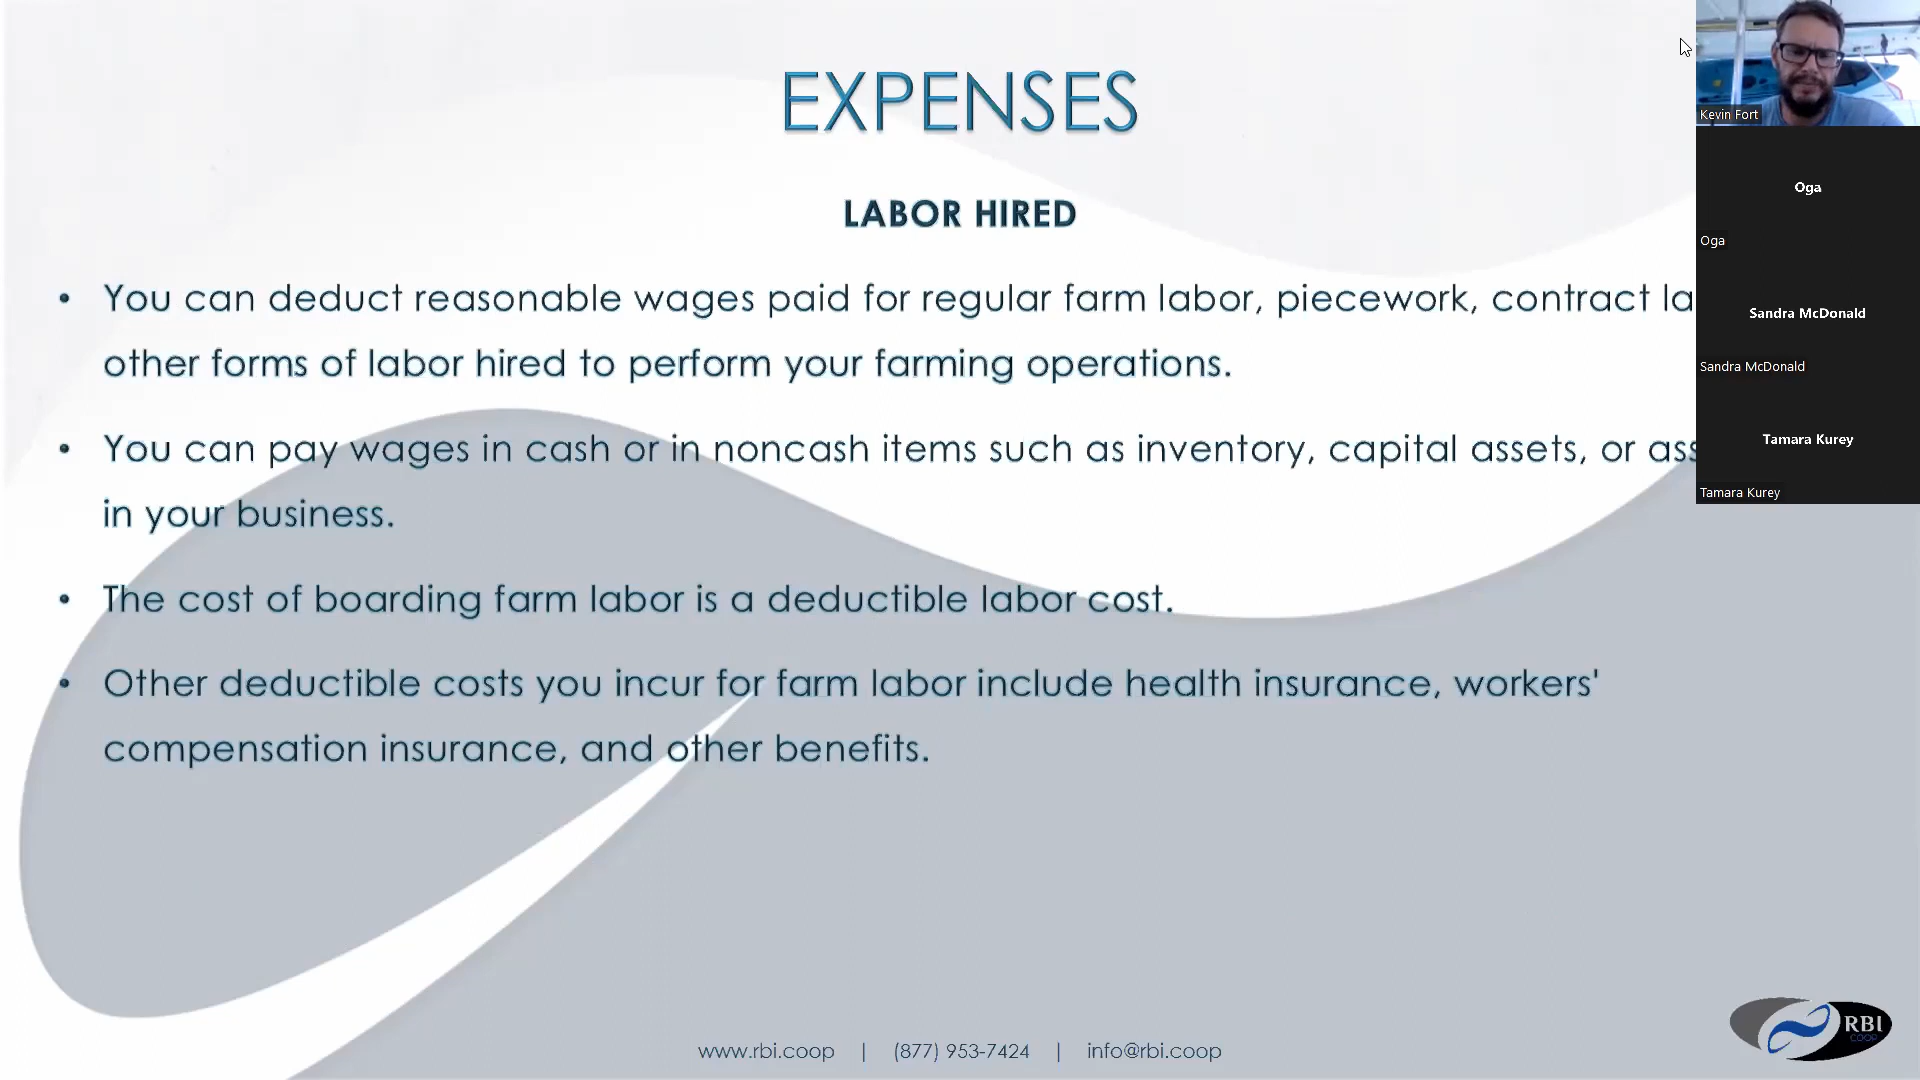 EXPENSES
LABOR HIRED
• You can deduct reasonable wages paid for regular farm labor, piecework, contract
other forms of labor hired to perform your farming operations.
• You can pay wages in cash or in noncash items such as inventory, capital assets, or
in your business.
• The cost of boarding farm labor is a deductible labor cost.
• Other deductible costs you incur for farm labor include health insurance, workers'
compensation insurance, and other benefits.
www.rbi.coop | (877) 953-7424 | info@rbi.coop
RBI
COOP
Kevin Fort
Oga
Oga
Sandra McDonald
Sandra McDonald
Tamara Kurey
Tamara Kurey